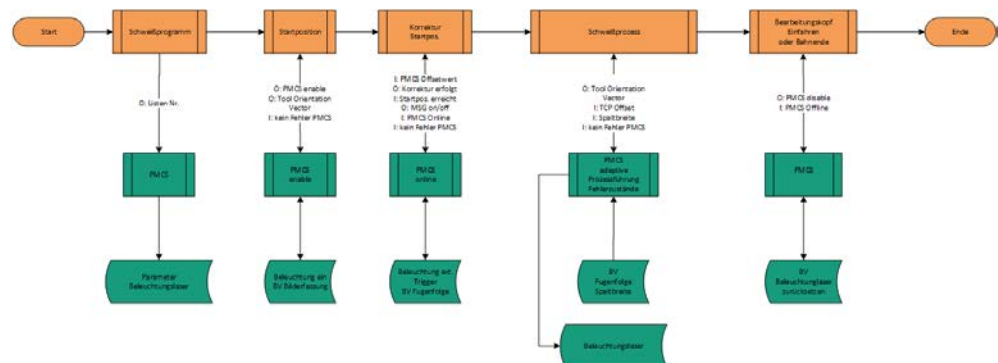 Start
Schweißprogramm
Startposition
Korrektur
Startpos.
Schweißprozess
Bearbeitungskopf
Einfahren
oder Bahnende
Ende
O: Listen Nr.
O: PMCS enable
O: Tool Orientation
Vector
I: kein Fehler PMCS
I: PMCS Offsetwert
O: Korrektur erfolgt
I: Startpos. erreicht
O: MSG on/off
I: PMCS Online
I: kein Fehler PMCS
O: Tool Orientation
Vector
I: TCP Offset
I: Spaltbreite
I: kein Fehler PMCS
O: PMCS disable
I: PMCS Offline
PMCS
PMCS
enable
PMCS
online
PMCS
adaptive
Prozessführung
Fehlerzustände
PMCS
Parameter
Beleuchtungslaser
Beleuchtung ein
BV Bilderfassung
Beleuchtung ext.
Trigger
BV Fugenfolge
BV
Fugenfolge
Spaltbreite
BV
Beleuchtunglaser
zurücksetzen
Beleuchtungslaser